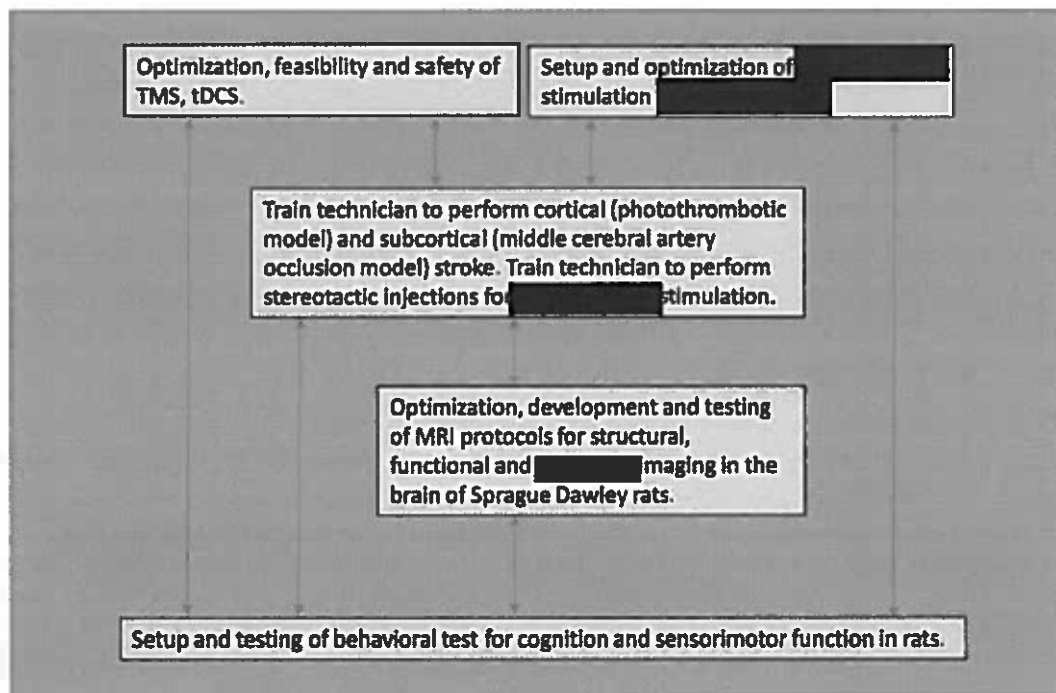 Optimization, feasibility and safety of
TMS, tDCS.
Setup and optimization of
stimulation
Train technician to perform cortical (photothrombotic
model) and subcortical (middle cerebral artery
occlusion model) stroke. Train technician to perform
stereotactic injections fo stimulation.
Optimization, development and testing
of MRI protocols for structural,
functional and maging in the
brain of Sprague Dawley rats.
Setup and testing of behavioral test for cognition and sensorimotor function in rats.